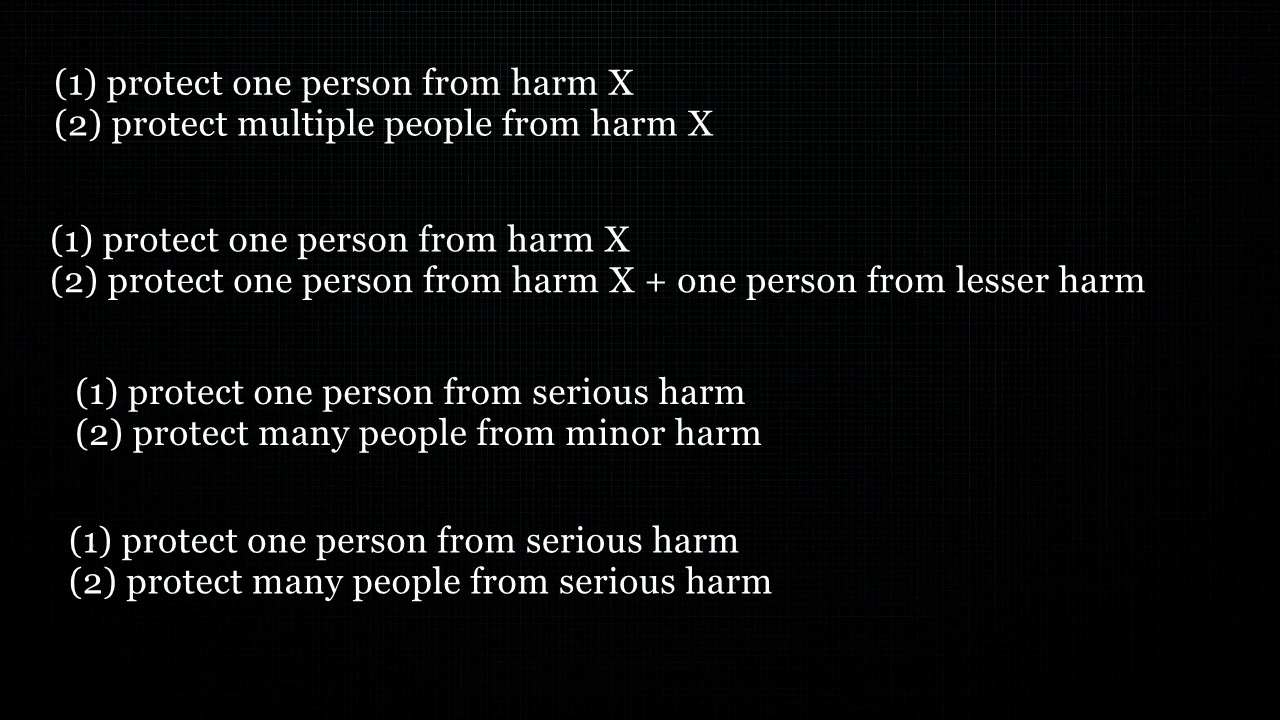 (1) protect one person from harm X
(2) protect multiple people from harm X
(1) protect one person from harm X
(2) protect one person from harm X + one person from lesser harm
(1) protect one person from serious harm
(2) protect many people from minor harm
(1) protect one person from serious harm
(2) protect many people from serious harm